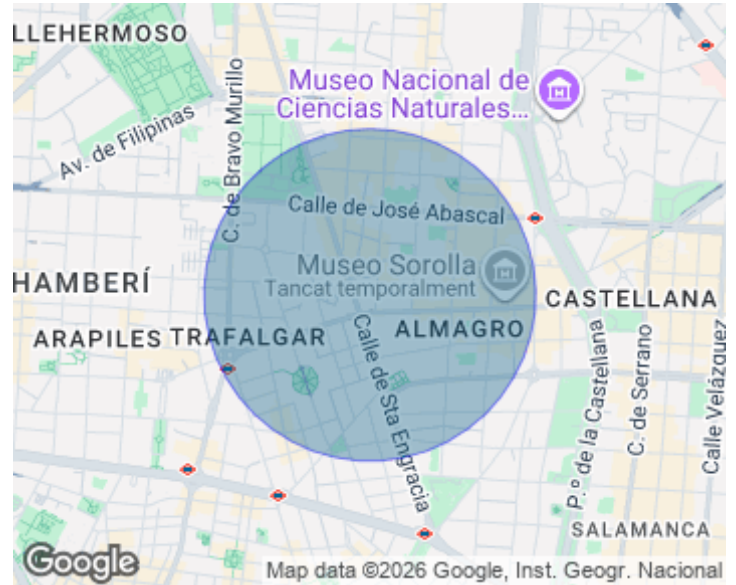 LLEHERMOSO
Museo Nacional de
Ciencias Naturales...
Av. de Filipinas
C. de Bravo Murillo
Calle de José Abascal
Museo Sorolla
Tancat temporalment
HAMBERÍ
CASTELLANA
ARAPILES
TRAFALGAR
ALMAGRO
Calle de Sta Engracia
P.º de la Castellana
C. de Serrano
Calle Velázquez
SALAMANCA
Google
Map data ©2026 Google, Inst. Geogr. Nacional